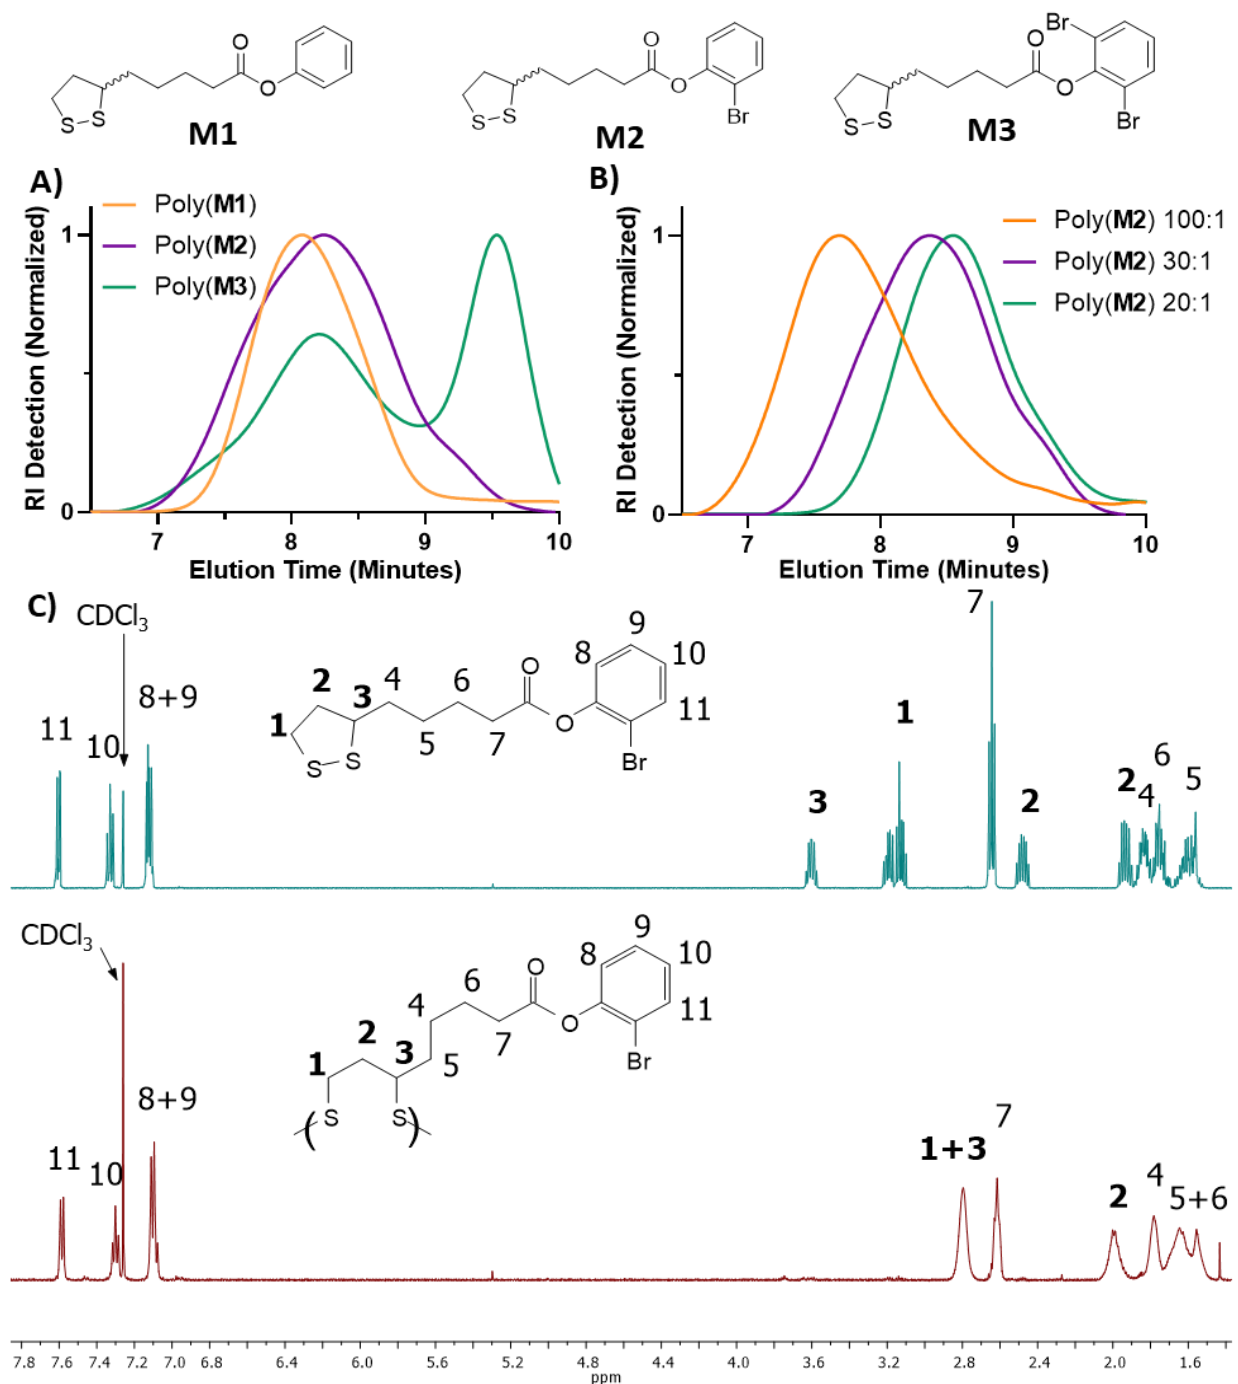 O
O
S-S
M1
O
O
S-S
Br
M2
Br
O
O
S-S
Br
M3
A)
Poly(M1)
Poly(M2)
Poly(M3)
RI Detection (Normalized)
1
0
7 8 9 10
Elution Time (Minutes)
B)
Poly(M2) 100:1
Poly(M2) 30:1
Poly(M2) 20:1
RI Detection (Normalized)
1
0
7 8 9 10
Elution Time (Minutes)
C)
CDCl3
11
10
8+9
1
2
3
4
5
6
7
8
9
10
11
O
O
Br
S-S
3
1
7
2
2
4
6
5
CDCl3
11
10
8+9
1
2
3
4
5
6
7
8
9
10
11
O
O
Br
( S S )
1+3
7
2
4
5+6
7.8 7.6 7.4 7.2 7.0 6.8 6.4 6.0 5.6 5.2 4.8 4.4 4.0 3.6 3.2 2.8 2.4 2.0 1.6
ppm